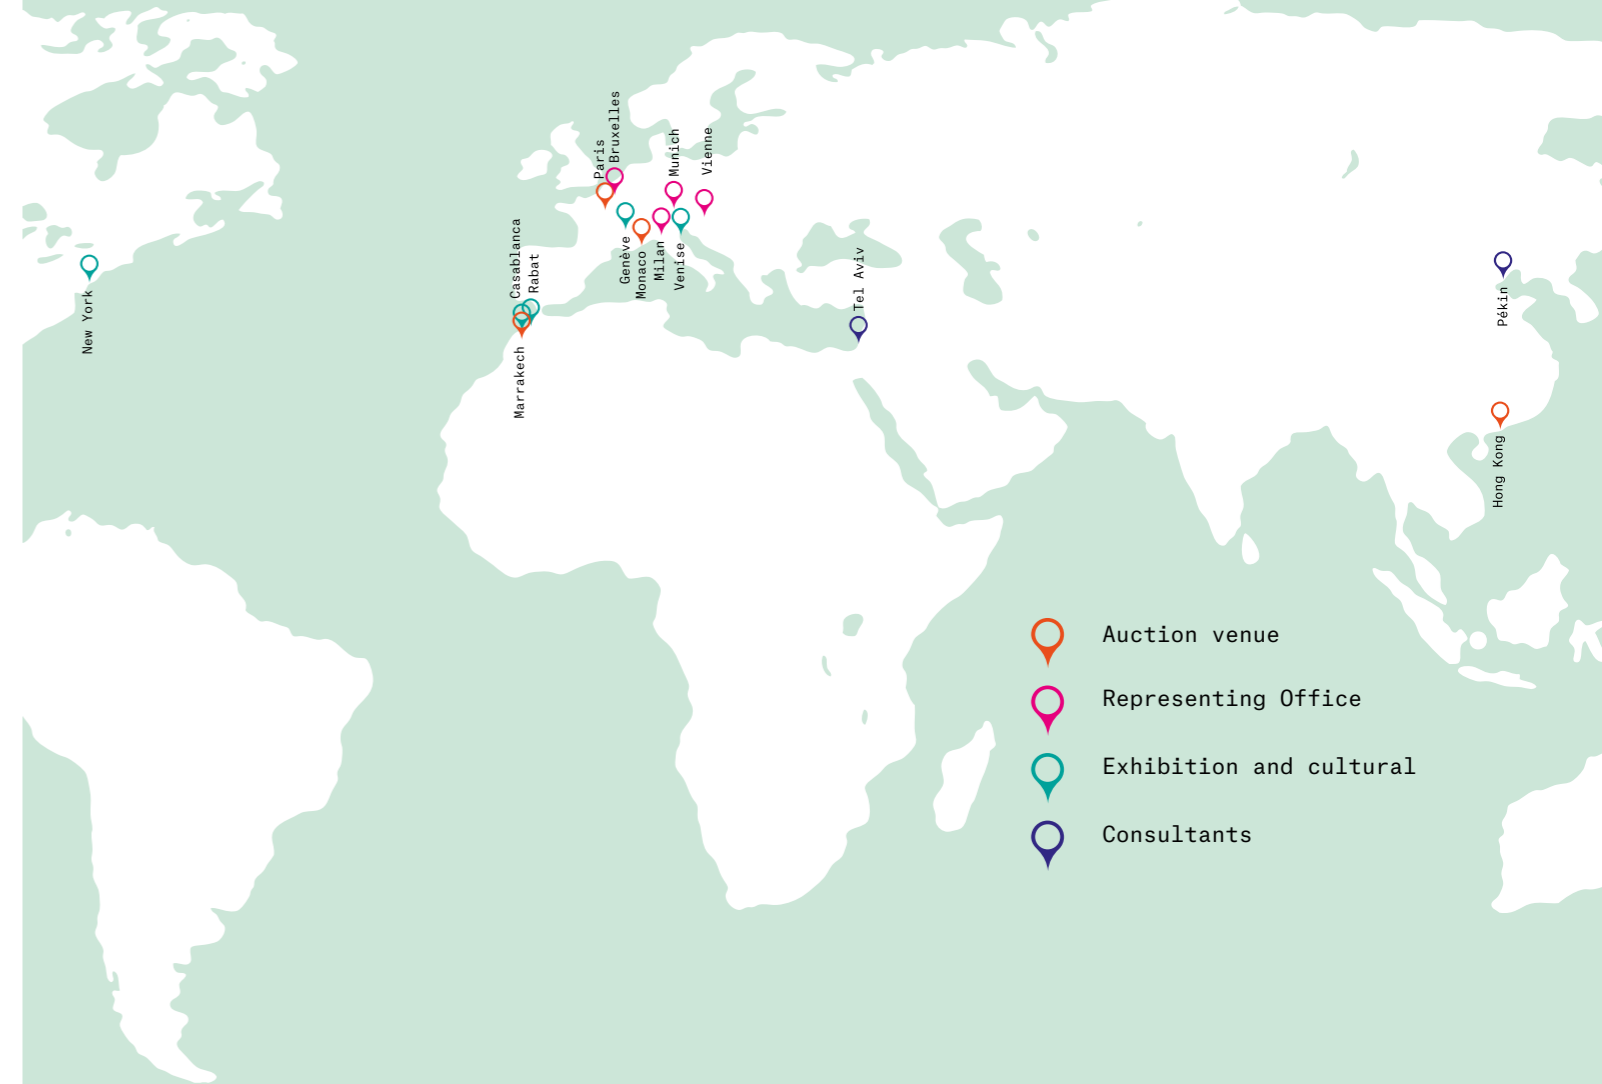 Bruxelles
Paris
Munich
Vienne
Casablanca
Rabat
Genève
Monaco
Milan
Venise
Tel Aviv
New York
Pékin
Marrakech
Hong Kong
Auction venue
Representing Office
Exhibition and cultural
Consultants